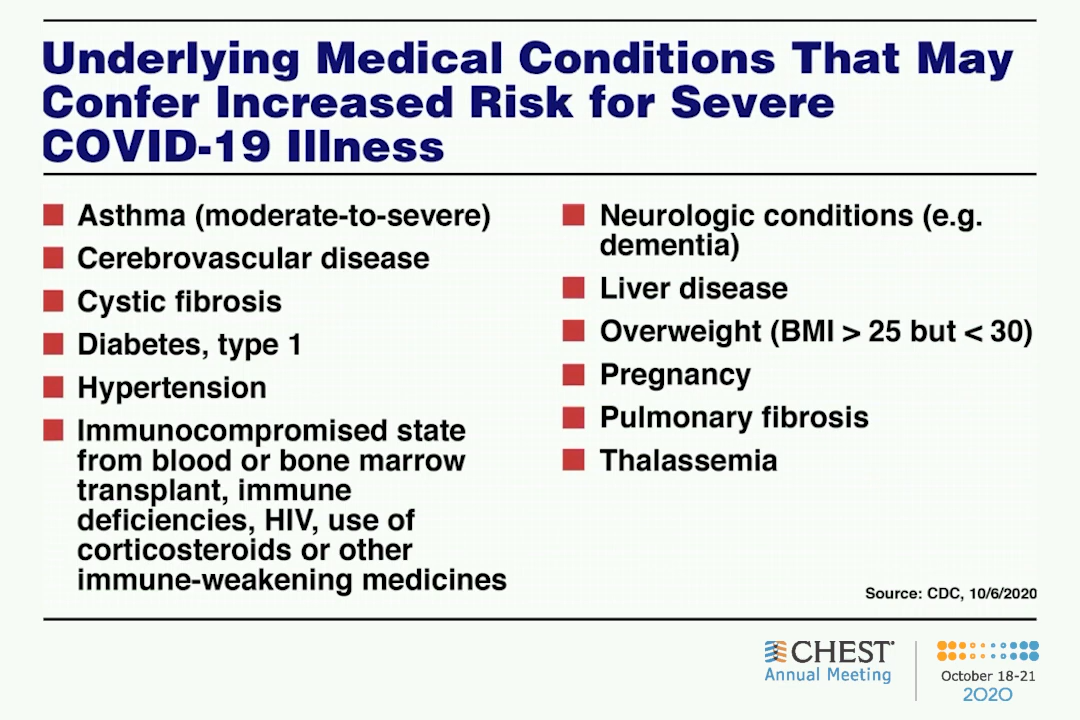 Underlying Medical Conditions That May
Confer Increased Risk for Severe
COVID-19 Illness
Asthma (moderate-to-severe)
Cerebrovascular disease
Cystic fibrosis
Diabetes, type 1
Hypertension
Immunocompromised state
from blood or bone marrow
transplant, immune
deficiencies, HIV, use of
corticosteroids or other
immune-weakening medicines
Neurologic conditions (e.g.
dementia)
Liver disease
Overweight (BMI > 25 but < 30)
Pregnancy
Pulmonary fibrosis
Thalassemia
Source: CDC, 10/6/2020
CHEST
Annual Meeting
October 18-21
2020